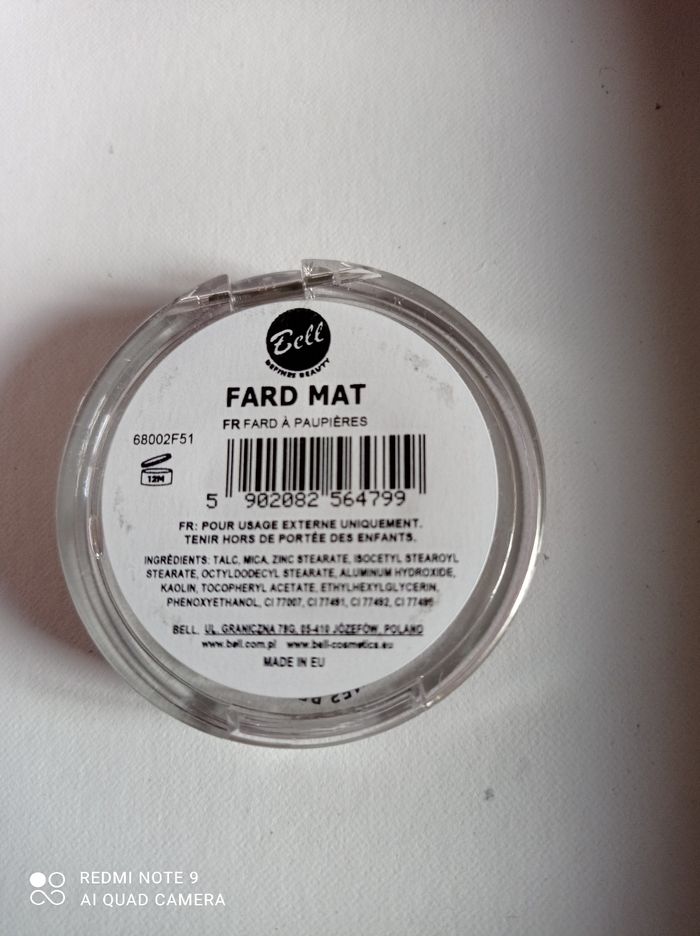 Bell
DEFINES BEAUTY
FARD MAT
FR FARD À PAUPIÈRES
68002F51
12M
5 902082 564799
FR: POUR USAGE EXTERNE UNIQUEMENT.
TENIR HORS DE PORTÉE DES ENFANTS.
INGRÉDIENTS: TALC, MICA, ZINC STEARATE, ISOCETYL STEAROYL
STEARATE, OCTYLDODECYL STEARATE, ALUMINUM HYDROXIDE,
KAOLIN, TOCOPHERYL ACETATE, ETHYLHEXYLGLYCERIN,
PHENOXYETHANOL, CI 77007, CI 77491, CI 77492, CI
BELL. UL. GRANICZNA 79G, 05-410 JÓZEFÓW, POLAND
www.bell.com.pl www.bell-cosmetics.eu
MADE IN EU
REDMI NOTE 9
AI QUAD CAMERA